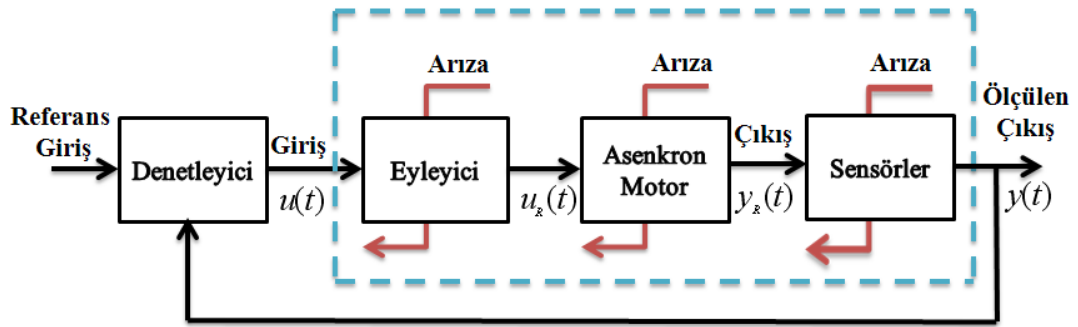 Arıza
Arıza
Arıza
Referans
Giriş
Denetleyici
Giriş
u(t)
Eyleyici
u_R(t)
Asenkron
Motor
Çıkış
y_R(t)
Sensörler
Ölçülen
Çıkış
y(t)